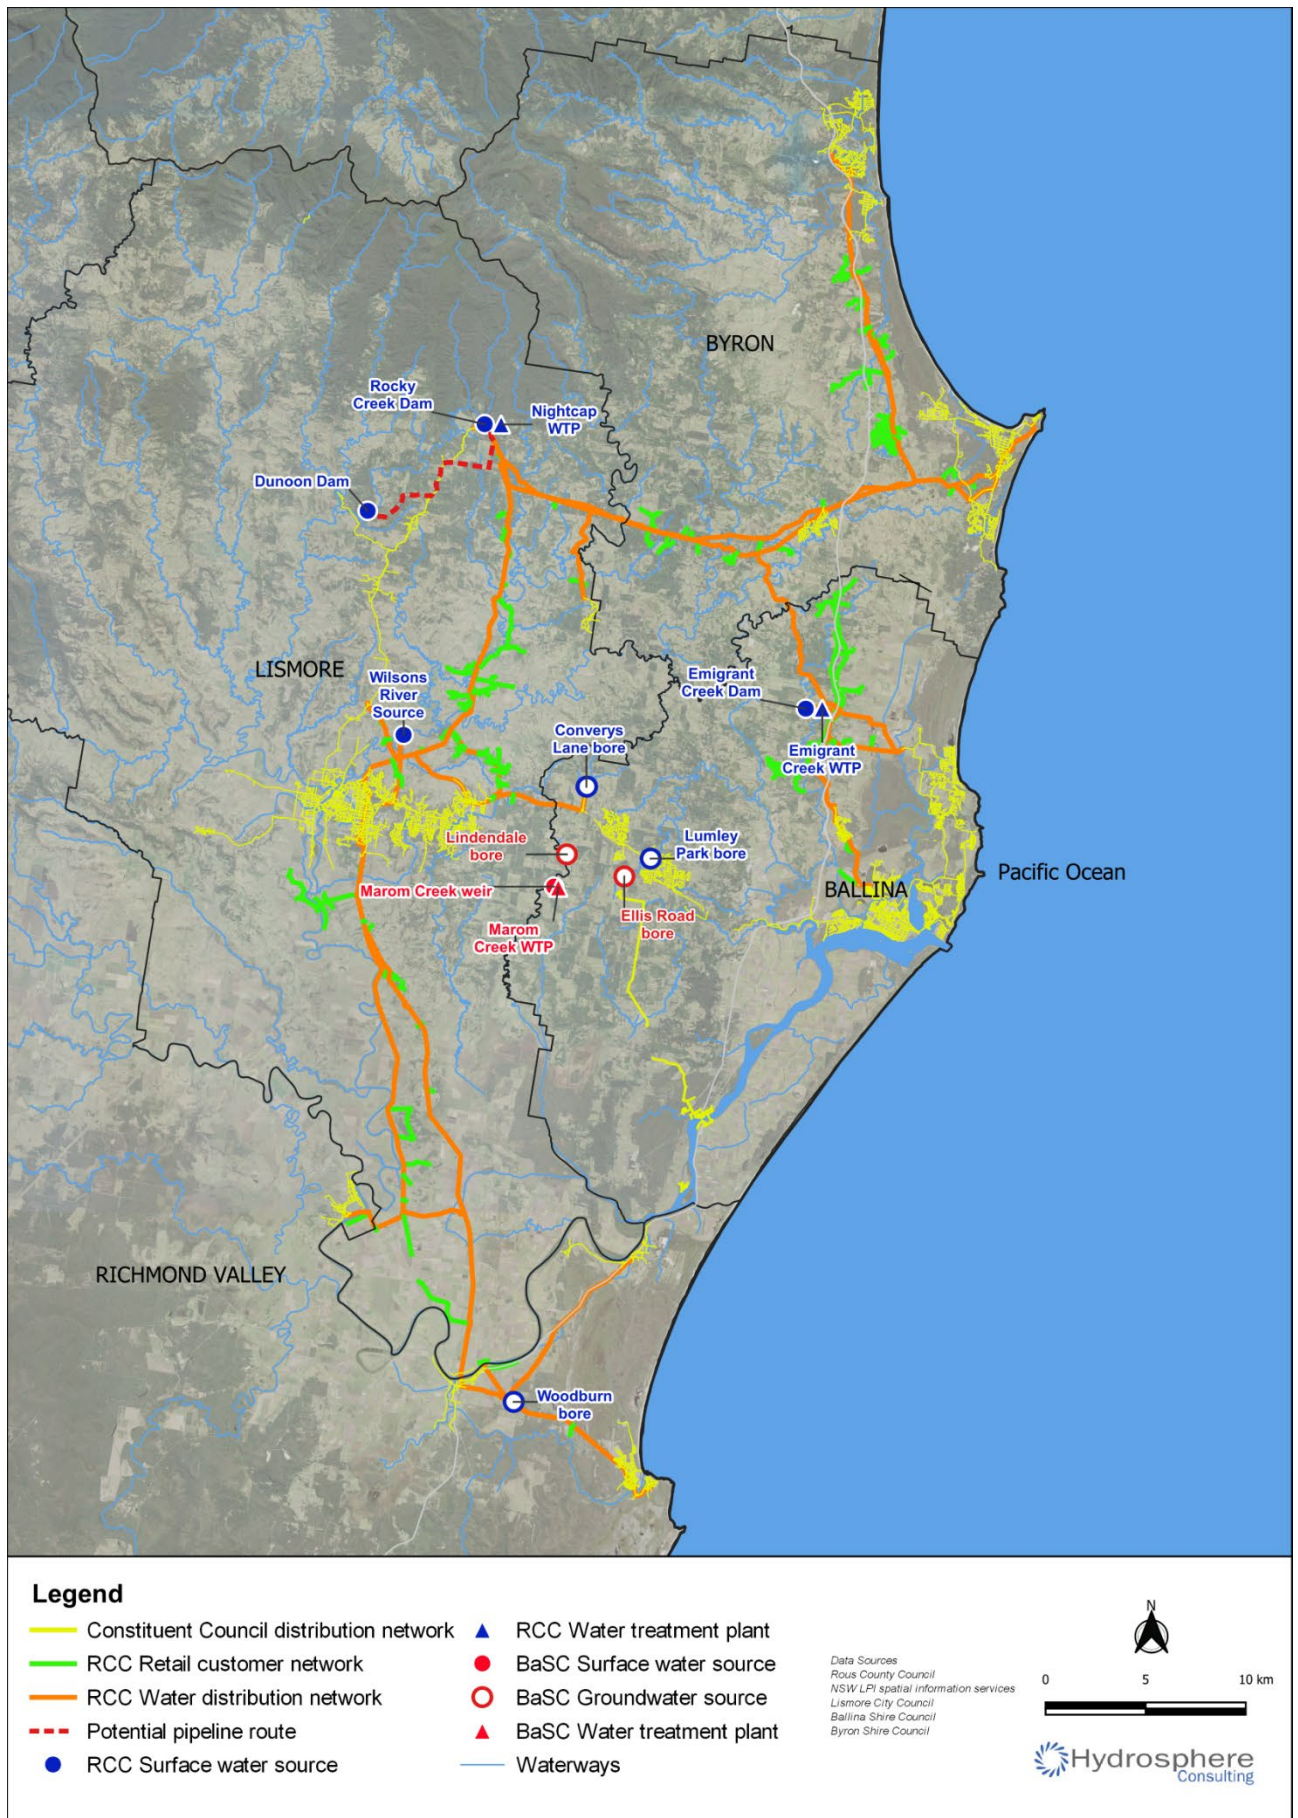 BYRON
Rocky
Creek Dam
Nightcap
WTP
Dunoon Dam
LISMORE
Wilsons
River
Source
Emigrant
Creek Dam
Converys
Lane bore
Emigrant
Creek WTP
Lindendale
bore
Lumley
Park bore
Marom Creek weir
BALLINA
Pacific Ocean
Ellis Road
bore
Marom
Creek WTP
RICHMOND VALLEY
Woodburn
bore
Legend
Constituent Council distribution network
RCC Retail customer network
RCC Water distribution network
Potential pipeline route
RCC Surface water source
RCC Water treatment plant
BaSC Surface water source
BaSC Groundwater source
BaSC Water treatment plant
Waterways
Data Sources
Rous County Council
NSW LPI spatial information services
Lismore City Council
Ballina Shire Council
Byron Shire Council
N
0 5 10 km
Hydrosphere
Consulting